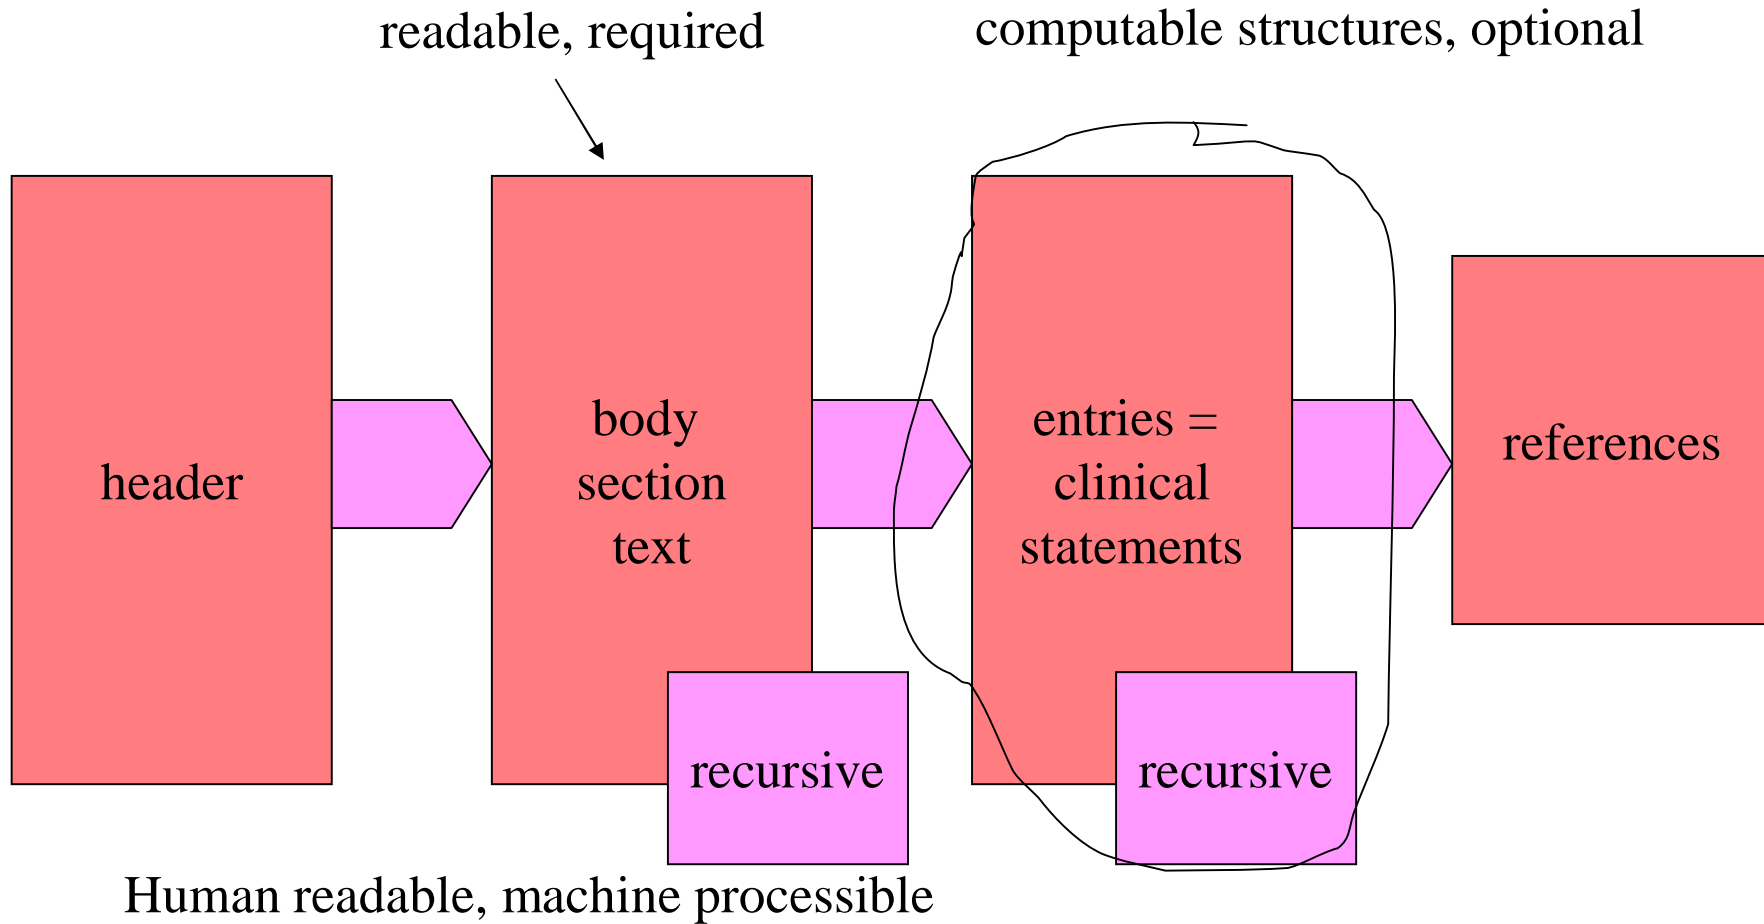 readable, required
computable structures, optional
header
body
section
text
entries =
clinical
statements
references
recursive
recursive
Human readable, machine processible